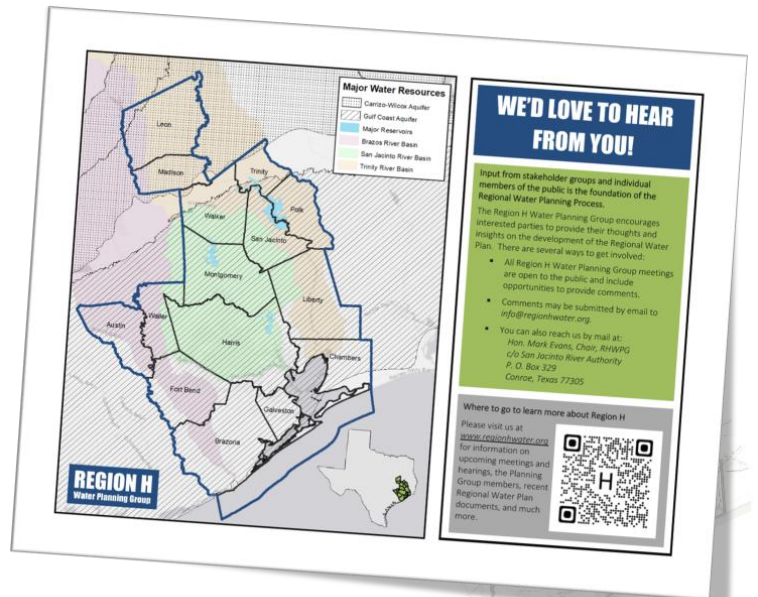 Major Water Resources
Carrizo-Wilcox Aquifer
Gulf Coast Aquifer
Major Reservoirs
Brazos River Basin
San Jacinto River Basin
Trinity River Basin
Leon
Madison
Trinity
Walker
Polk
San Jacinto
Montgomery
Liberty
Austin
Waller
Harris
Chambers
Fort Bend
Galveston
Brazoria
REGION H
Water Planning Group
WE'D LOVE TO HEAR
FROM YOU!
Input from stakeholder groups and individual
members of the public is the foundation of the
Regional Water Planning Process.
The Region H Water Planning Group encourages
interested parties to provide their thoughts and
insights on the development of the Regional Water
Plan. There are several ways to get involved:
▪ All Region H Water Planning Group meetings
are open to the public and include
opportunities to provide comments.
▪ Comments may be submitted by email to
info@regionhwater.org.
▪ You can also reach us by mail at:
Hon. Mark Evans, Chair, RHWPG
c/o San Jacinto River Authority
P. O. Box 329
Conroe, Texas 77305
Where to go to learn more about Region H
Please visit us at
www.regionhwater.org
for information on
upcoming meetings and
hearings, the Planning
Group members, recent
Regional Water Plan
documents, and much
more.
H